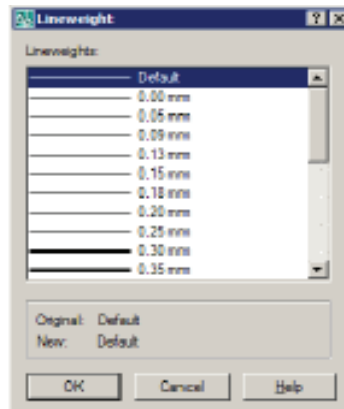 Lineweight
Lineweights:
Default
0.00 mm
0.05 mm
0.09 mm
0.13 mm
0.15 mm
0.18 mm
0.20 mm
0.25 mm
0.30 mm
0.35 mm
Original: Default
New: Default
OK Cancel Help